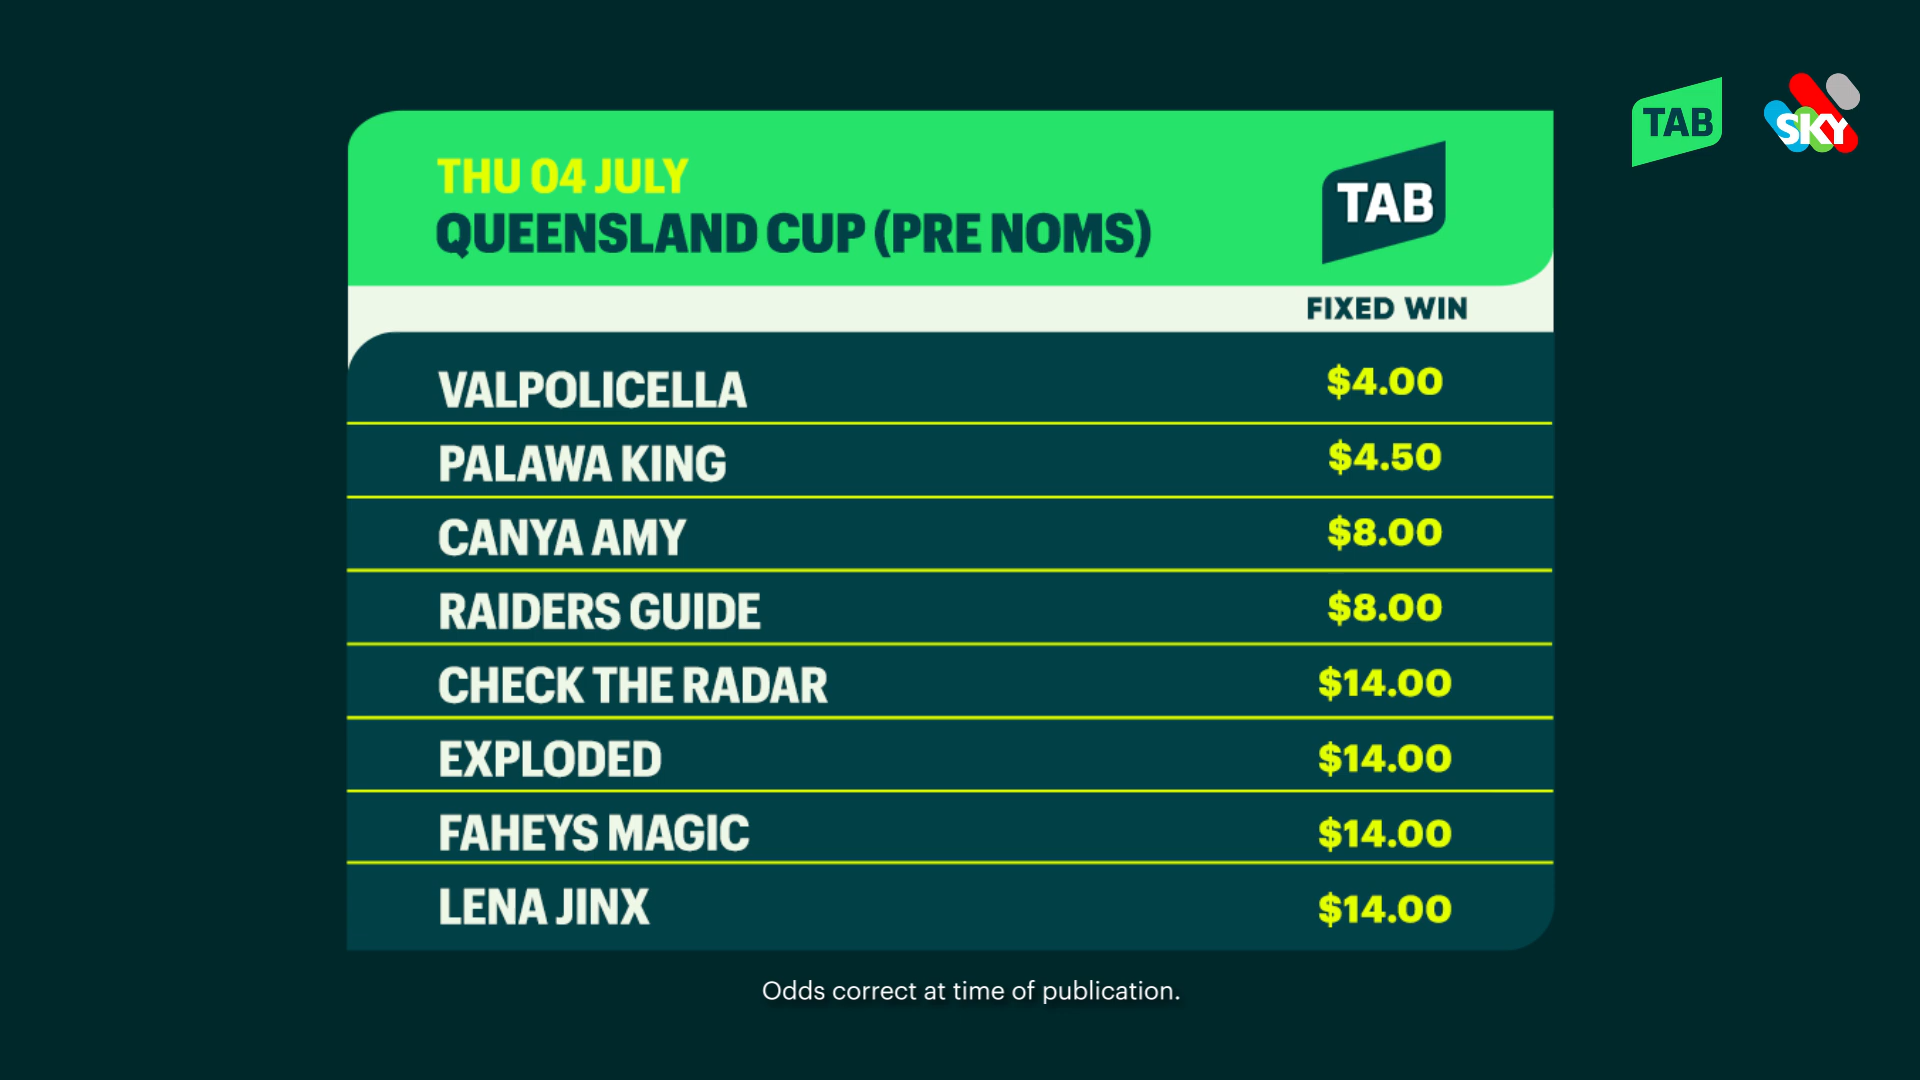 TAB
SKY
THU 04 JULY
QUEENSLAND CUP (PRE NOMS)
TAB
FIXED WIN
VALPOLICELLA $4.00
PALAWA KING $4.50
CANYA AMY $8.00
RAIDERS GUIDE $8.00
CHECK THE RADAR $14.00
EXPLODED $14.00
FAHEYS MAGIC $14.00
LENA JINX $14.00
Odds correct at time of publication.